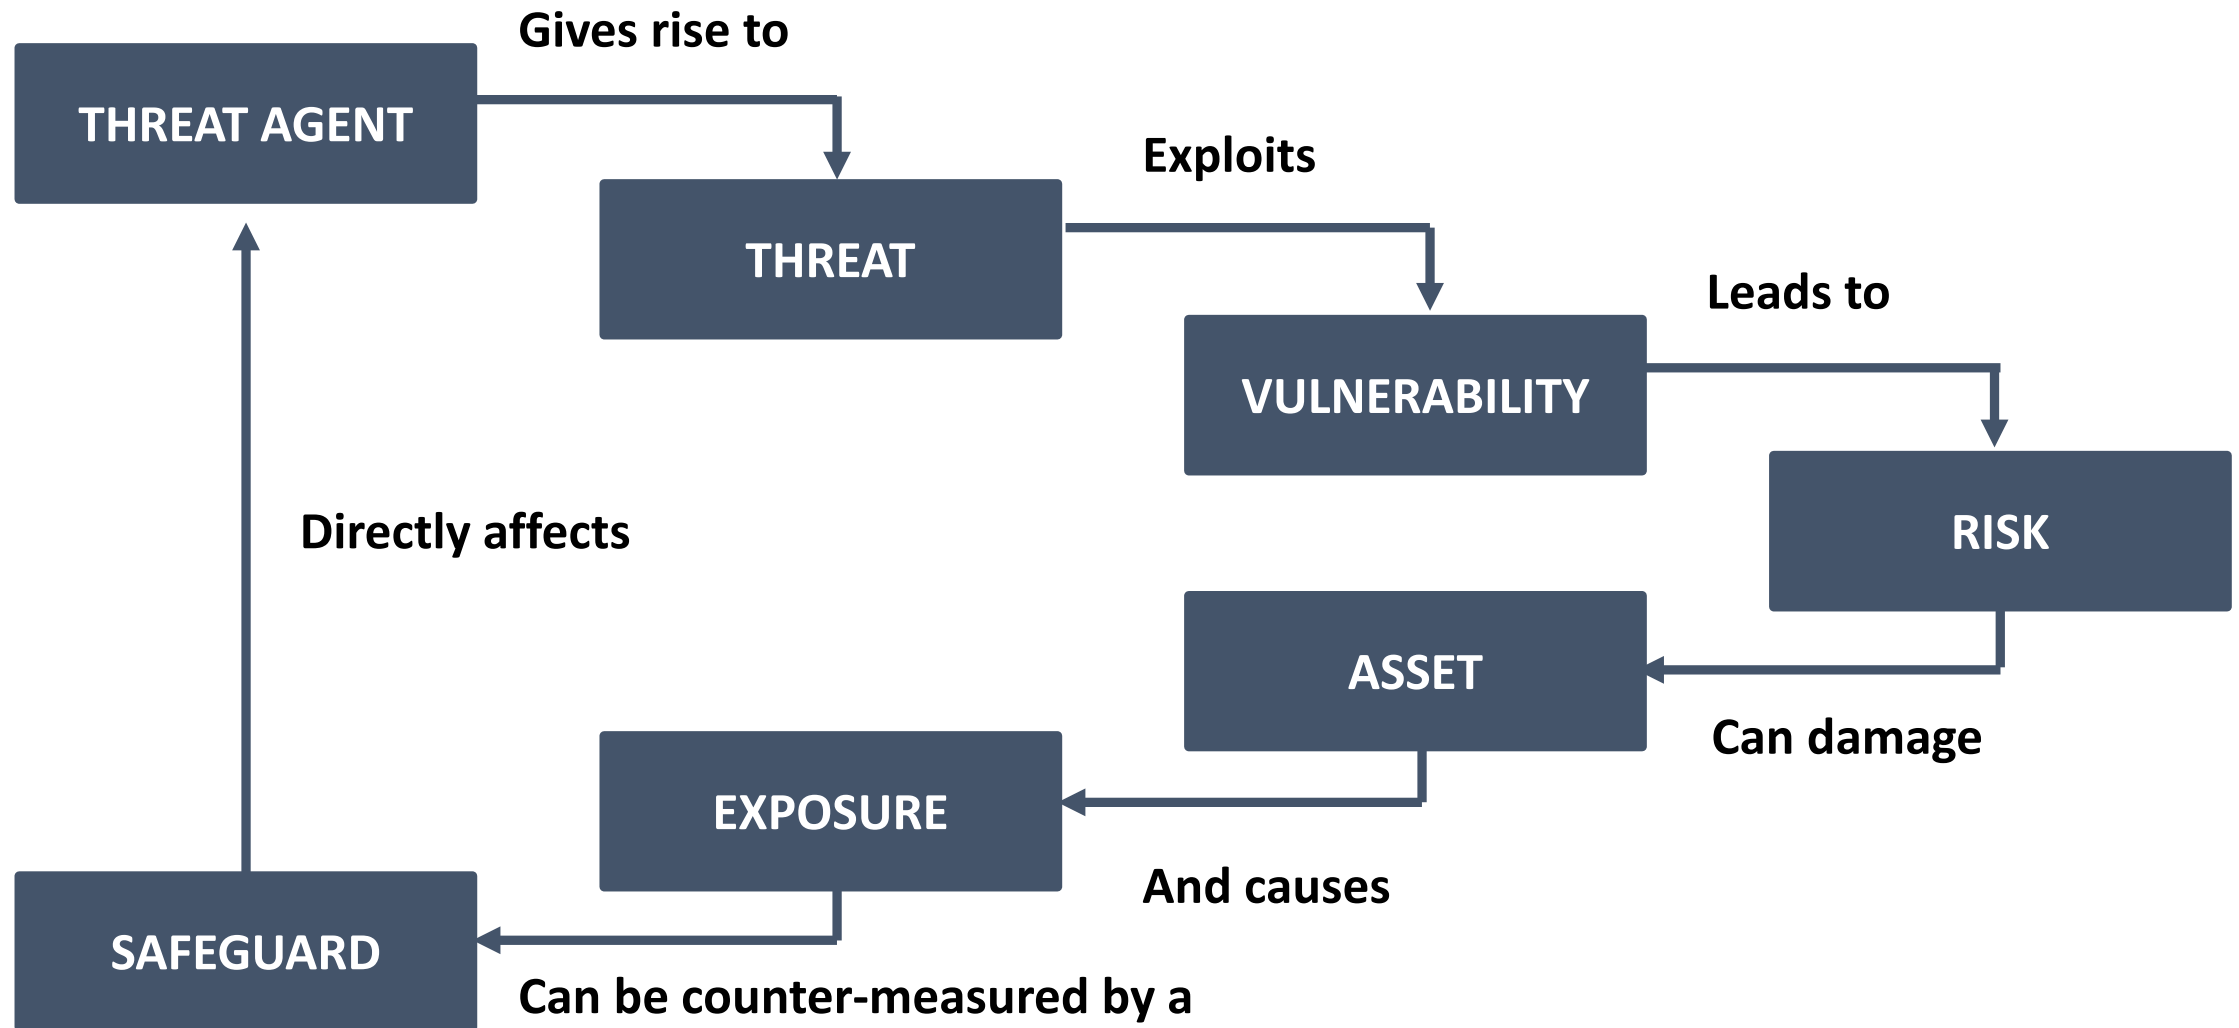 Gives rise to
THREAT AGENT
Exploits
THREAT
Leads to
VULNERABILITY
RISK
Directly affects
ASSET
Can damage
EXPOSURE
And causes
SAFEGUARD
Can be counter-measured by a